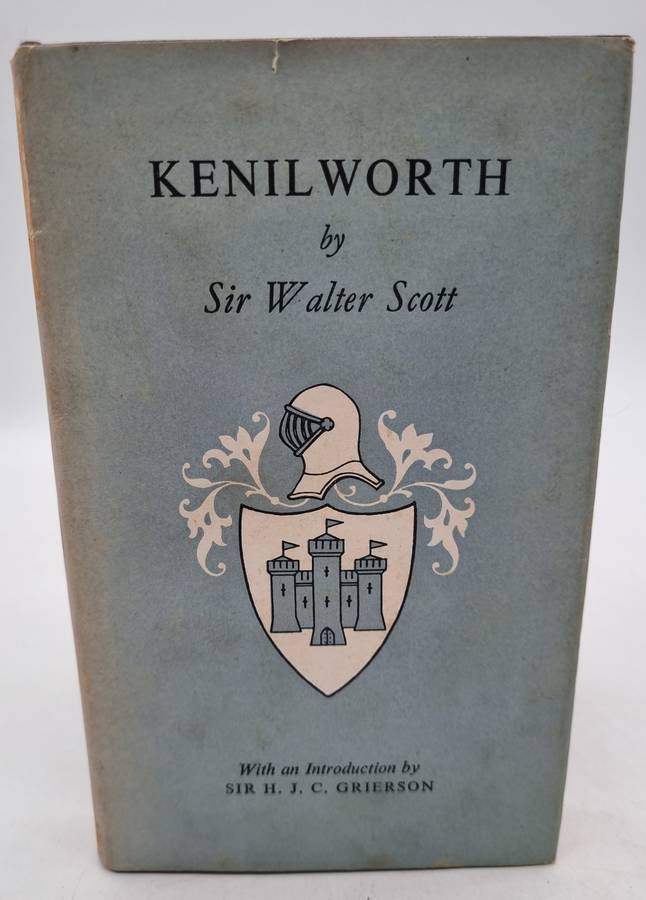 KENILWORTH
by
Sir Walter Scott
With an Introduction by
SIR H. J. C. GRIERSON